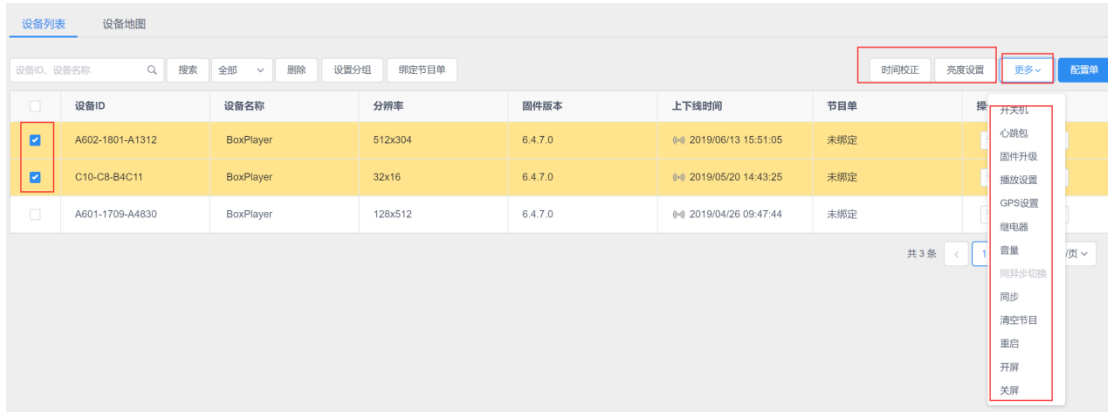 设备列表 设备地图
设备ID、设备名称 搜索 全部 删除 设置分组 绑定节目单 时间校正 亮度设置 更多 配置单
设备ID 设备名称 分辨率 固件版本 上下线时间 节目单 操
A602-1801-A1312 BoxPlayer 512x304 6.4.7.0 2019/06/13 15:51:05 未绑定
C10-C8-B4C11 BoxPlayer 32x16 6.4.7.0 2019/05/20 14:43:25 未绑定
A601-1709-A4830 BoxPlayer 128x512 6.4.7.0 2019/04/26 09:47:44 未绑定
共 3 条 1 /页
开关机
心跳包
固件升级
播放设置
GPS设置
继电器
音量
同异步切换
同步
清空节目
重启
开屏
关屏